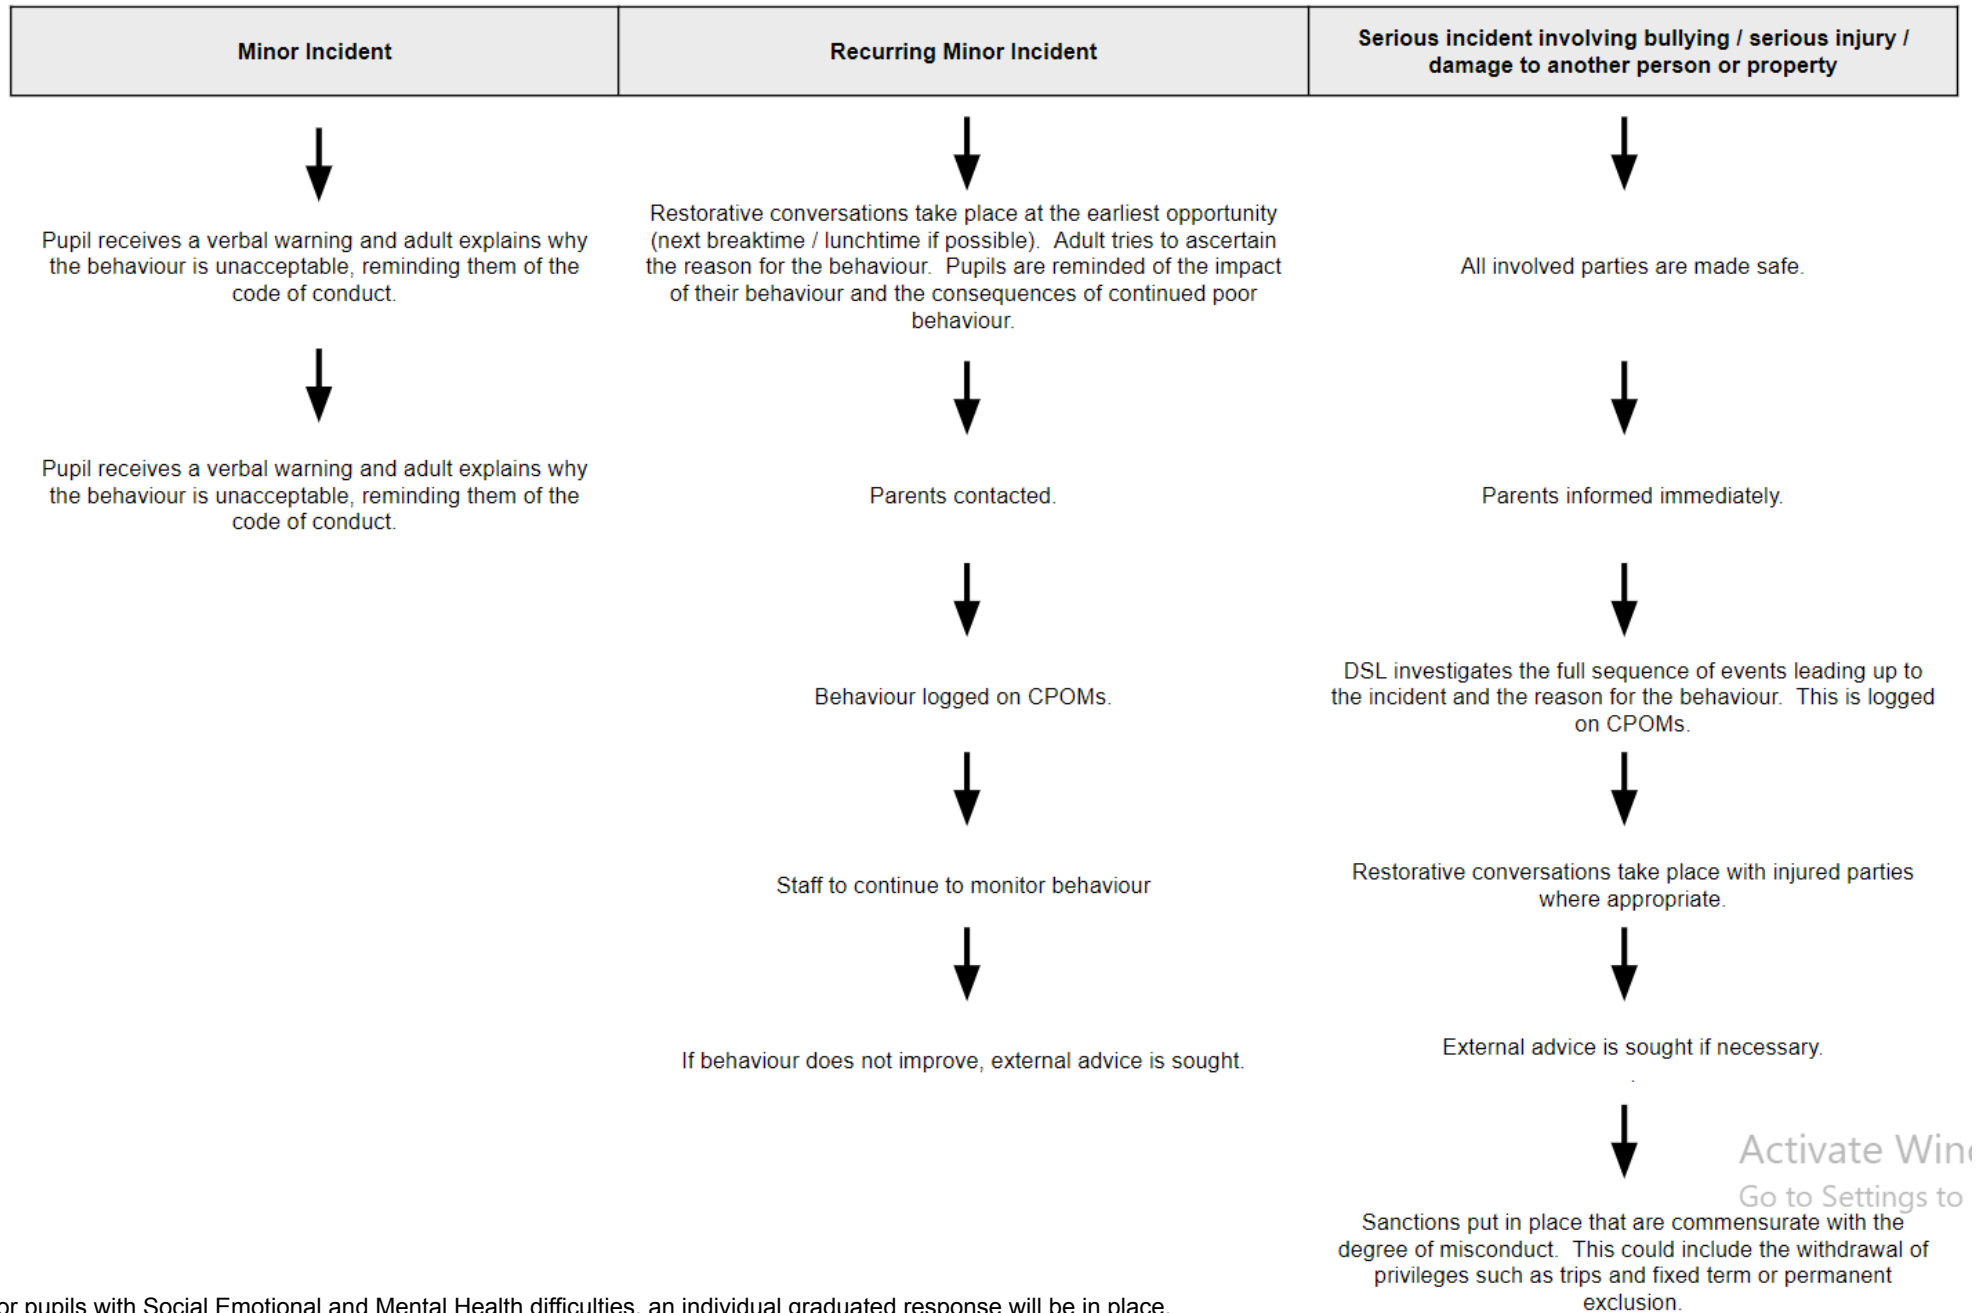 Minor Incident
Recurring Minor Incident
Serious incident involving bullying / serious injury /
damage to another person or property
Pupil receives a verbal warning and adult explains why
the behaviour is unacceptable, reminding them of the
code of conduct.
Pupil receives a verbal warning and adult explains why
the behaviour is unacceptable, reminding them of the
code of conduct.
Restorative conversations take place at the earliest opportunity
(next breaktime / lunchtime if possible). Adult tries to ascertain
the reason for the behaviour. Pupils are reminded of the impact
of their behaviour and the consequences of continued poor
behaviour.
Parents contacted.
Behaviour logged on CPOMs.
Staff to continue to monitor behaviour
If behaviour does not improve, external advice is sought.
All involved parties are made safe.
Parents informed immediately.
DSL investigates the full sequence of events leading up to
the incident and the reason for the behaviour. This is logged
on CPOMs.
Restorative conversations take place with injured parties
where appropriate.
External advice is sought if necessary.
.
Sanctions put in place that are commensurate with the
degree of misconduct. This could include the withdrawal of
privileges such as trips and fixed term or permanent
exclusion.
or pupils with Social Emotional and Mental Health difficulties, an individual graduated response will be in place.
Activate Win
Go to Settings to